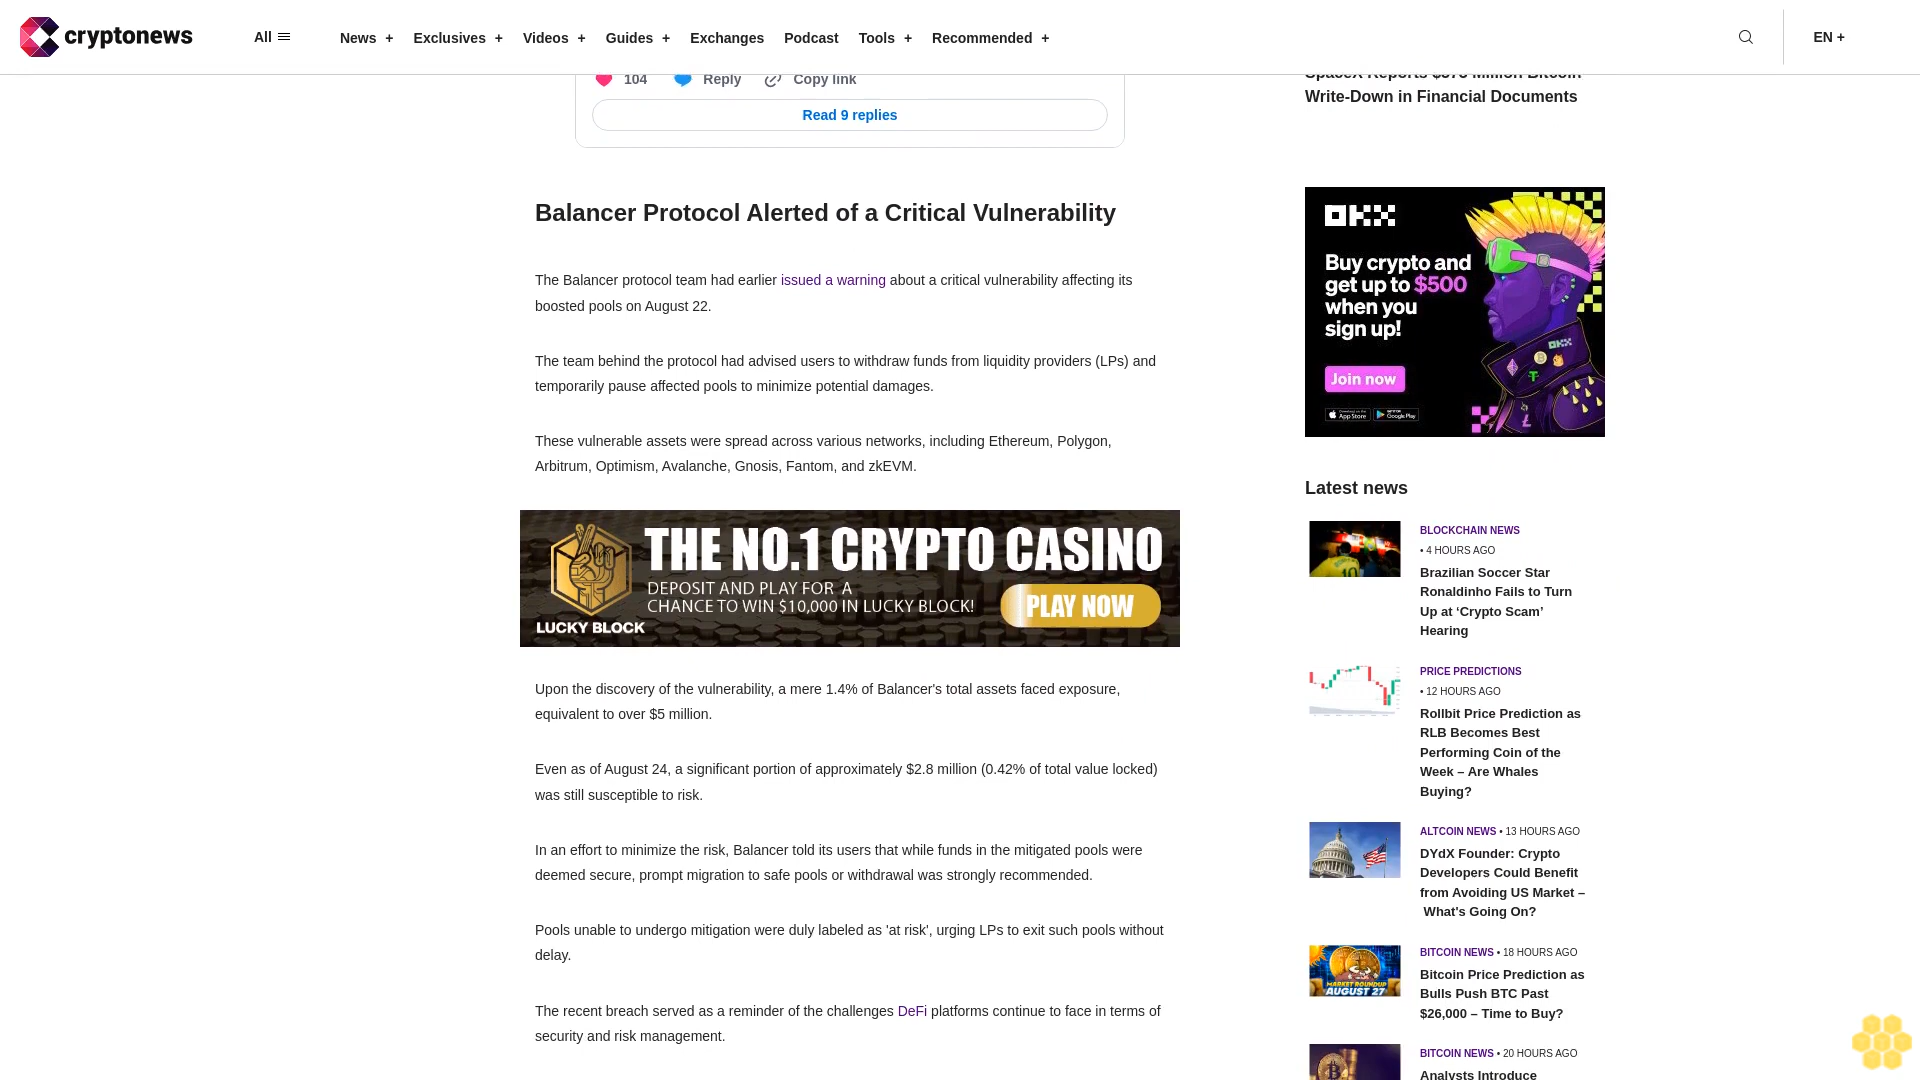 cryptonews
All
News +
Exclusives +
Videos +
Guides +
Exchanges
Podcast
Tools +
Recommended +
EN +
104
Reply
Copy link
Read 9 replies
Balancer Protocol Alerted of a Critical Vulnerability
The Balancer protocol team had earlier issued a warning about a critical vulnerability affecting its
boosted pools on August 22.
The team behind the protocol had advised users to withdraw funds from liquidity providers (LPs) and
temporarily pause affected pools to minimize potential damages.
These vulnerable assets were spread across various networks, including Ethereum, Polygon,
Arbitrum, Optimism, Avalanche, Gnosis, Fantom, and zkEVM.
THE NO.1 CRYPTO CASINO
DEPOSIT AND PLAY FOR A
CHANCE TO WIN $10,000 IN LUCKY BLOCK!
PLAY NOW
LUCKY BLOCK
Upon the discovery of the vulnerability, a mere 1.4% of Balancer's total assets faced exposure,
equivalent to over $5 million.
Even as of August 24, a significant portion of approximately $2.8 million (0.42% of total value locked)
was still susceptible to risk.
In an effort to minimize the risk, Balancer told its users that while funds in the mitigated pools were
deemed secure, prompt migration to safe pools or withdrawal was strongly recommended.
Pools unable to undergo mitigation were duly labeled as 'at risk', urging LPs to exit such pools without
delay.
The recent breach served as a reminder of the challenges DeFi platforms continue to face in terms of
security and risk management.
SpaceX Reports $373 Million Bitcoin
Write-Down in Financial Documents
OKX
Buy crypto and
get up to $500
when you
sign up!
Join now
App Store
Google Play
OKX
Latest news
BLOCKCHAIN NEWS
• 4 HOURS AGO
Brazilian Soccer Star
Ronaldinho Fails to Turn
Up at ‘Crypto Scam’
Hearing
PRICE PREDICTIONS
• 12 HOURS AGO
Rollbit Price Prediction as
RLB Becomes Best
Performing Coin of the
Week – Are Whales
Buying?
ALTCOIN NEWS • 13 HOURS AGO
DYdX Founder: Crypto
Developers Could Benefit
from Avoiding US Market –
What's Going On?
BITCOIN NEWS • 18 HOURS AGO
Bitcoin Price Prediction as
Bulls Push BTC Past
$26,000 – Time to Buy?
MARKET ROUNDUP
AUGUST 27
BITCOIN NEWS • 20 HOURS AGO
Analysts Introduce